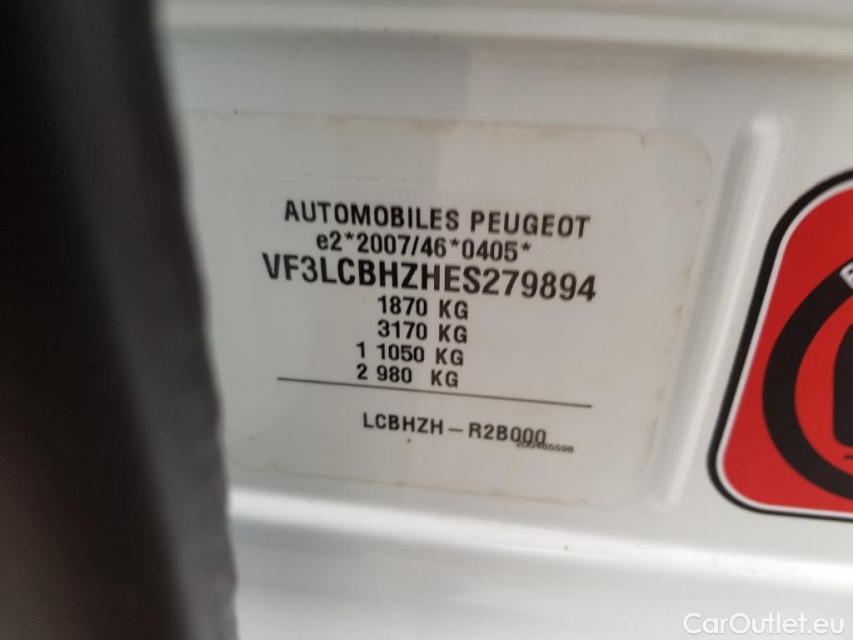 AUTOMOBILES PEUGEOT
e2*2007/46*0405*
VF3LCBHZHES279894
1870 KG
3170 KG
1 1050 KG
2 980 KG
LCBHZH – R2B000
CarOutlet.eu